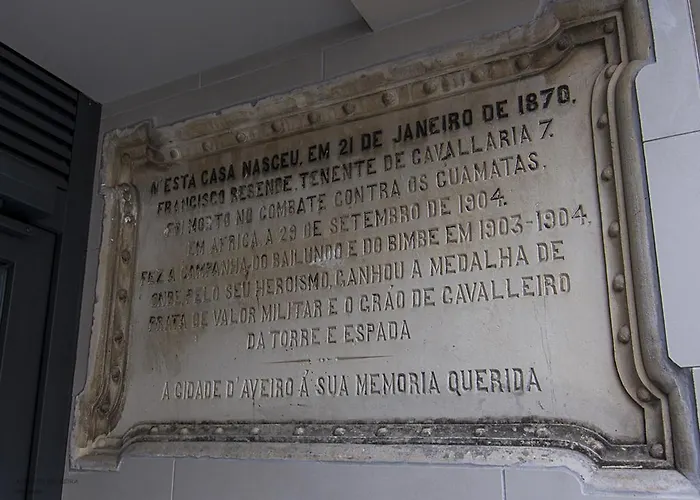 N'ESTA CASA NASCEU, EM 21 DE JANEIRO DE 1870,
FRANCISCO RESENDE, TENENTE DE CAVALLARIA 7.
FOI MORTO NO COMBATE CONTRA OS CUAMATAS,
EM AFRICA, A 29 DE SETEMBRO DE 1904.
FEZ A CAMPANHA DO BAILUNDO E DO BIMBE EM 1903-1904,
ONDE, PELO SEU HEROISMO, GANHOU A MEDALHA DE
PRATA DE VALOR MILITAR E O GRÁO DE CAVALLEIRO
DA TORRE E ESPADA
A CIDADE D'AVEIRO Á SUA MEMORIA QUERIDA